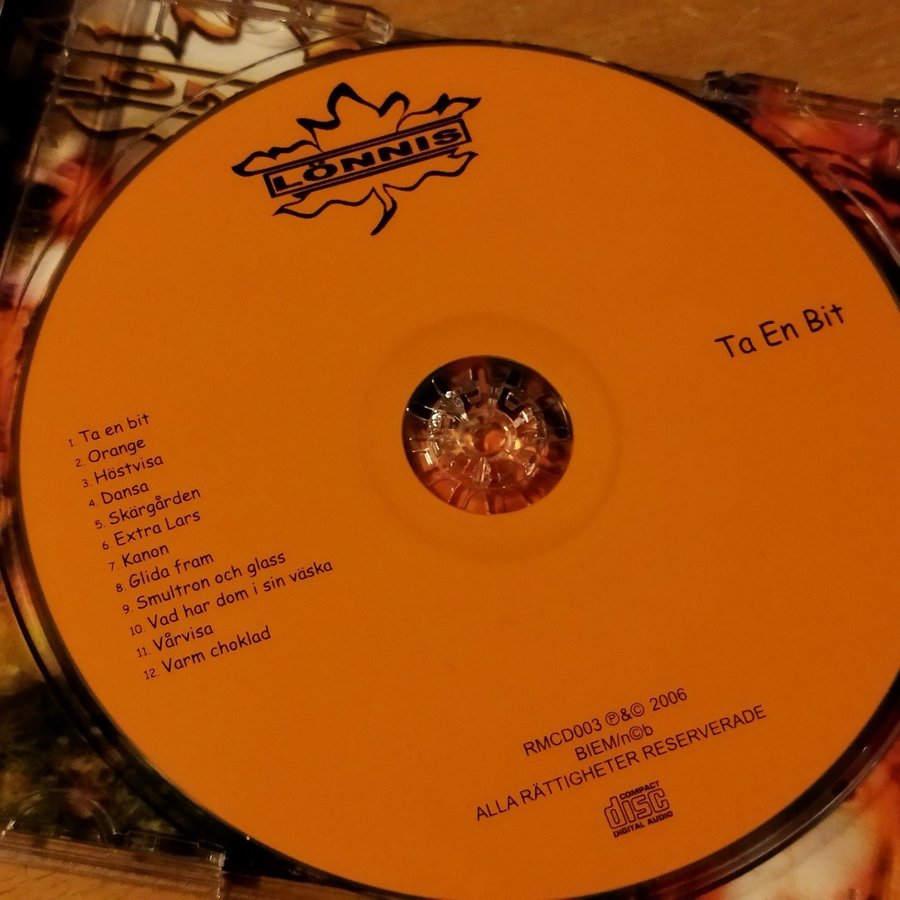 LÖNNIS
Ta En Bit
1. Ta en bit
2. Orange
3. Höstvisa
4. Dansa
5. Skärgården
6. Extra Lars
7. Kanon
8. Glida fram
9. Smultron och glass
10. Vad har dom i sin väska
11. Vårvisa
12. Varm choklad
RMCD003 ℗&© 2006
BIEM/n©b
ALLA RÄTTIGHETER RESERVERADE
COMPACT
disc
DIGITAL AUDIO